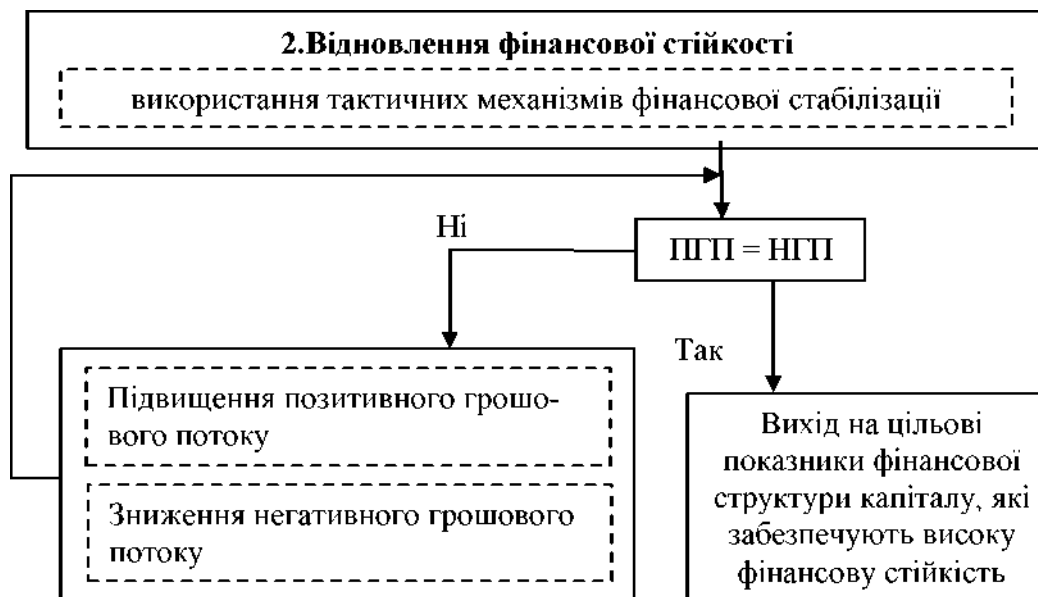 2.Відновлення фінансової стійкості
використання тактичних механізмів фінансової стабілізації
Ні
ПГП = НГП
Так
Підвищення позитивного грошо-
вого потоку
Зниження негативного грошового
потоку
Вихід на цільові
показники фінансової
структури капіталу, які
забезпечують високу
фінансову стійкість